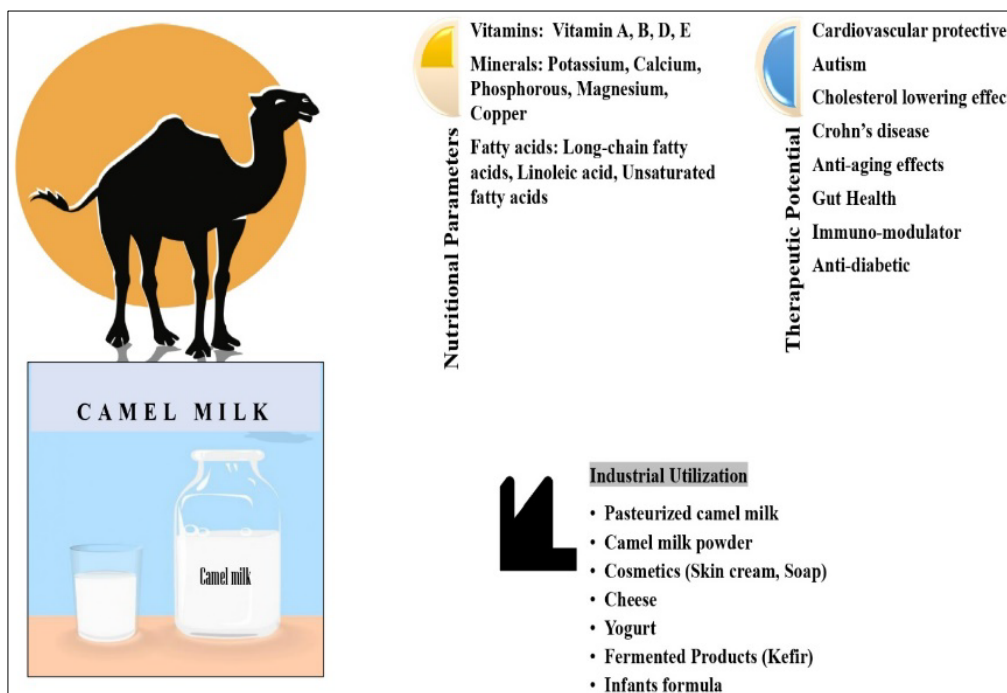 CAMEL MILK
Camel milk
Nutritional Parameters
Vitamins: Vitamin A, B, D, E
Minerals: Potassium, Calcium,
Phosphorous, Magnesium,
Copper
Fatty acids: Long-chain fatty
acids, Linoleic acid, Unsaturated
fatty acids
Therapeutic Potential
Cardiovascular protective
Autism
Cholesterol lowering effec
Crohn’s disease
Anti-aging effects
Gut Health
Immuno-modulator
Anti-diabetic
Industrial Utilization
• Pasteurized camel milk
• Camel milk powder
• Cosmetics (Skin cream, Soap)
• Cheese
• Yogurt
• Fermented Products (Kefir)
• Infants formula